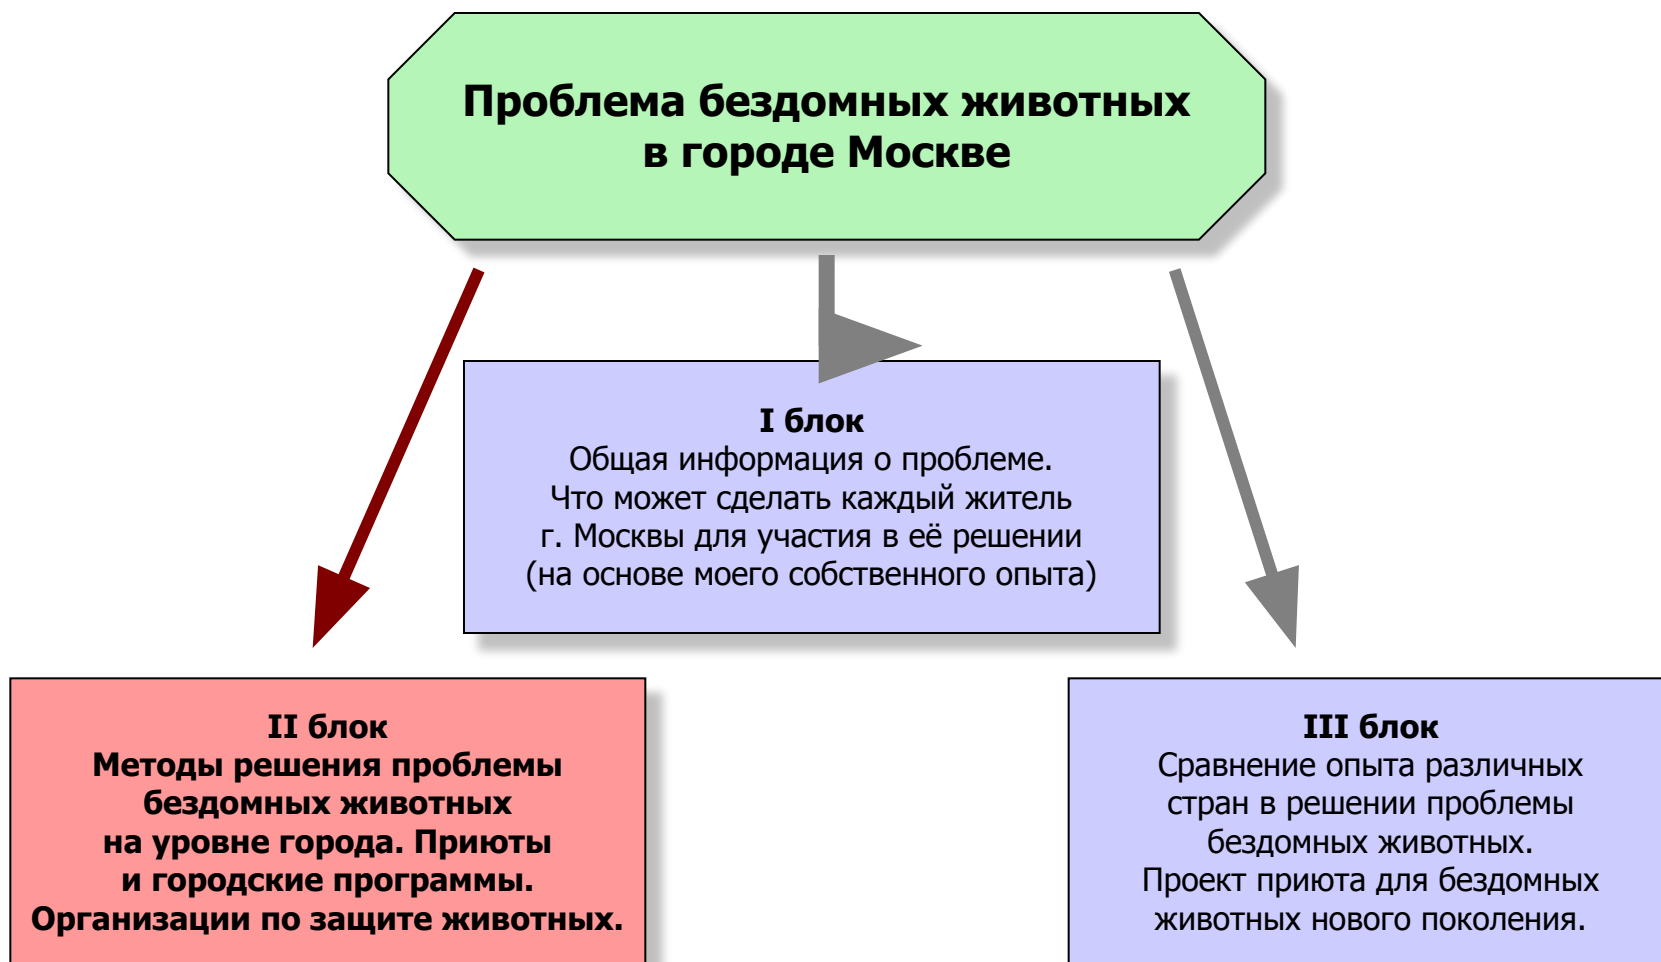 Проблема бездомных животных
в городе Москве
I блок
Общая информация о проблеме.
Что может сделать каждый житель
г. Москвы для участия в её решении
(на основе моего собственного опыта)
II блок
Методы решения проблемы
бездомных животных
на уровне города. Приюты
и городские программы.
Организации по защите животных.
III блок
Сравнение опыта различных
стран в решении проблемы
бездомных животных.
Проект приюта для бездомных
животных нового поколения.